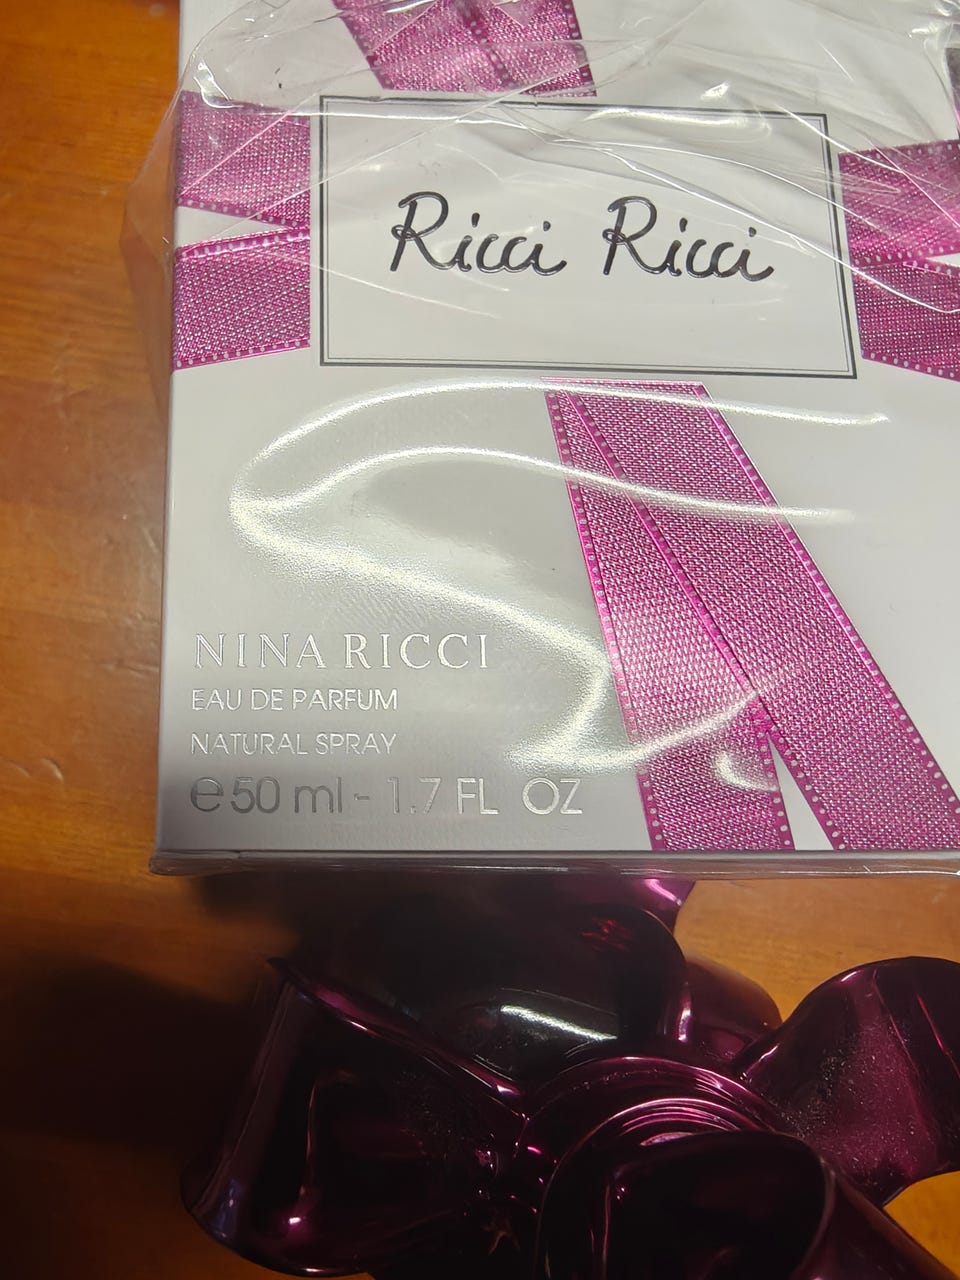 Ricci Ricci
NINA RICCI
EAU DE PARFUM
NATURAL SPRAY
℮ 50 ml - 1.7 FL OZ